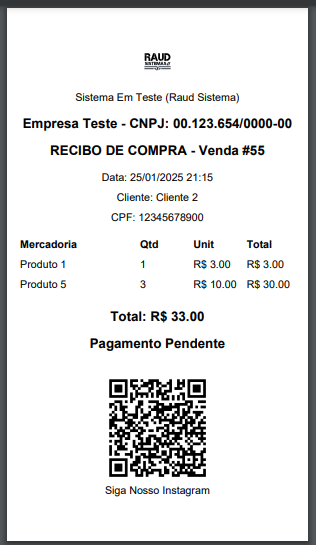 RAUD
SISTEMAS//
Sistema Em Teste (Raud Sistema)
Empresa Teste - CNPJ: 00.123.654/0000-00
RECIBO DE COMPRA - Venda #55
Data: 25/01/2025 21:15
Cliente: Cliente 2
CPF: 12345678900
Mercadoria Qtd Unit Total
Produto 1 1 R$ 3.00 R$ 3.00
Produto 5 3 R$ 10.00 R$ 30.00
Total: R$ 33.00
Pagamento Pendente
Siga Nosso Instagram